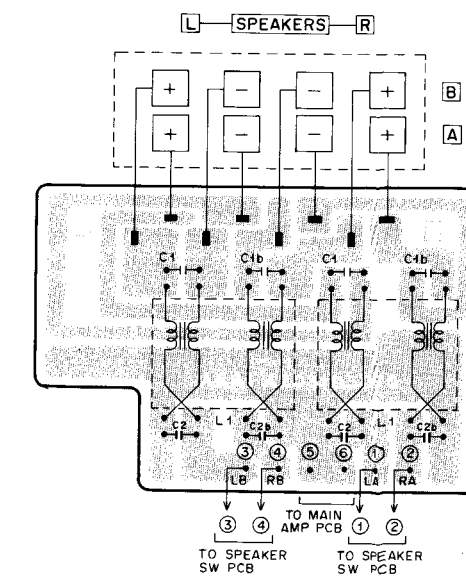 L SPEAKERS R
+ − − + B
+ − − + A
C1 C1b C1 C1b
L1 L1
C2 C2b C2 C2b
③ ④ ⑤ ⑥ ① ②
LB RB LA RA
TO MAIN
AMP PCB
③ ④ ① ②
TO SPEAKER TO SPEAKER
SW PCB SW PCB